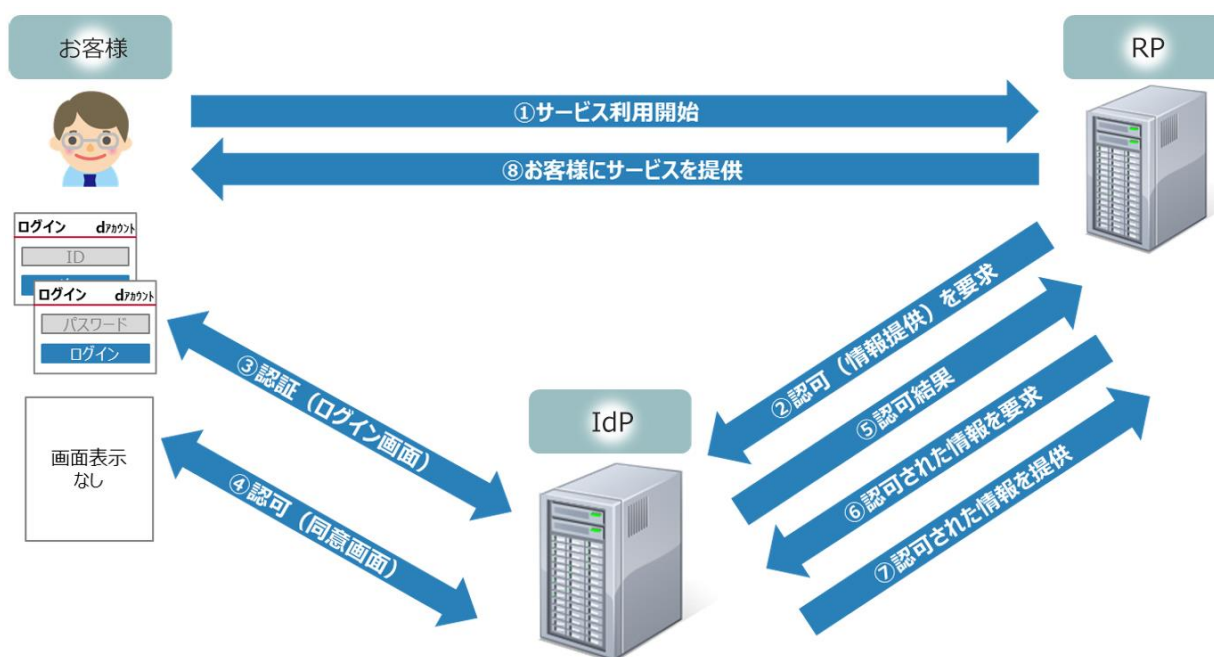 お客様
RP
①サービス利用開始
⑧お客様にサービスを提供
ログイン dアカウント
ID
ログイン dアカウント
パスワード
ログイン
②認可（情報提供）を要求
⑤認可結果
⑥認可された情報を要求
⑦認可された情報を提供
③認証（ログイン画面）
IdP
④認可（同意画面）
画面表示
なし